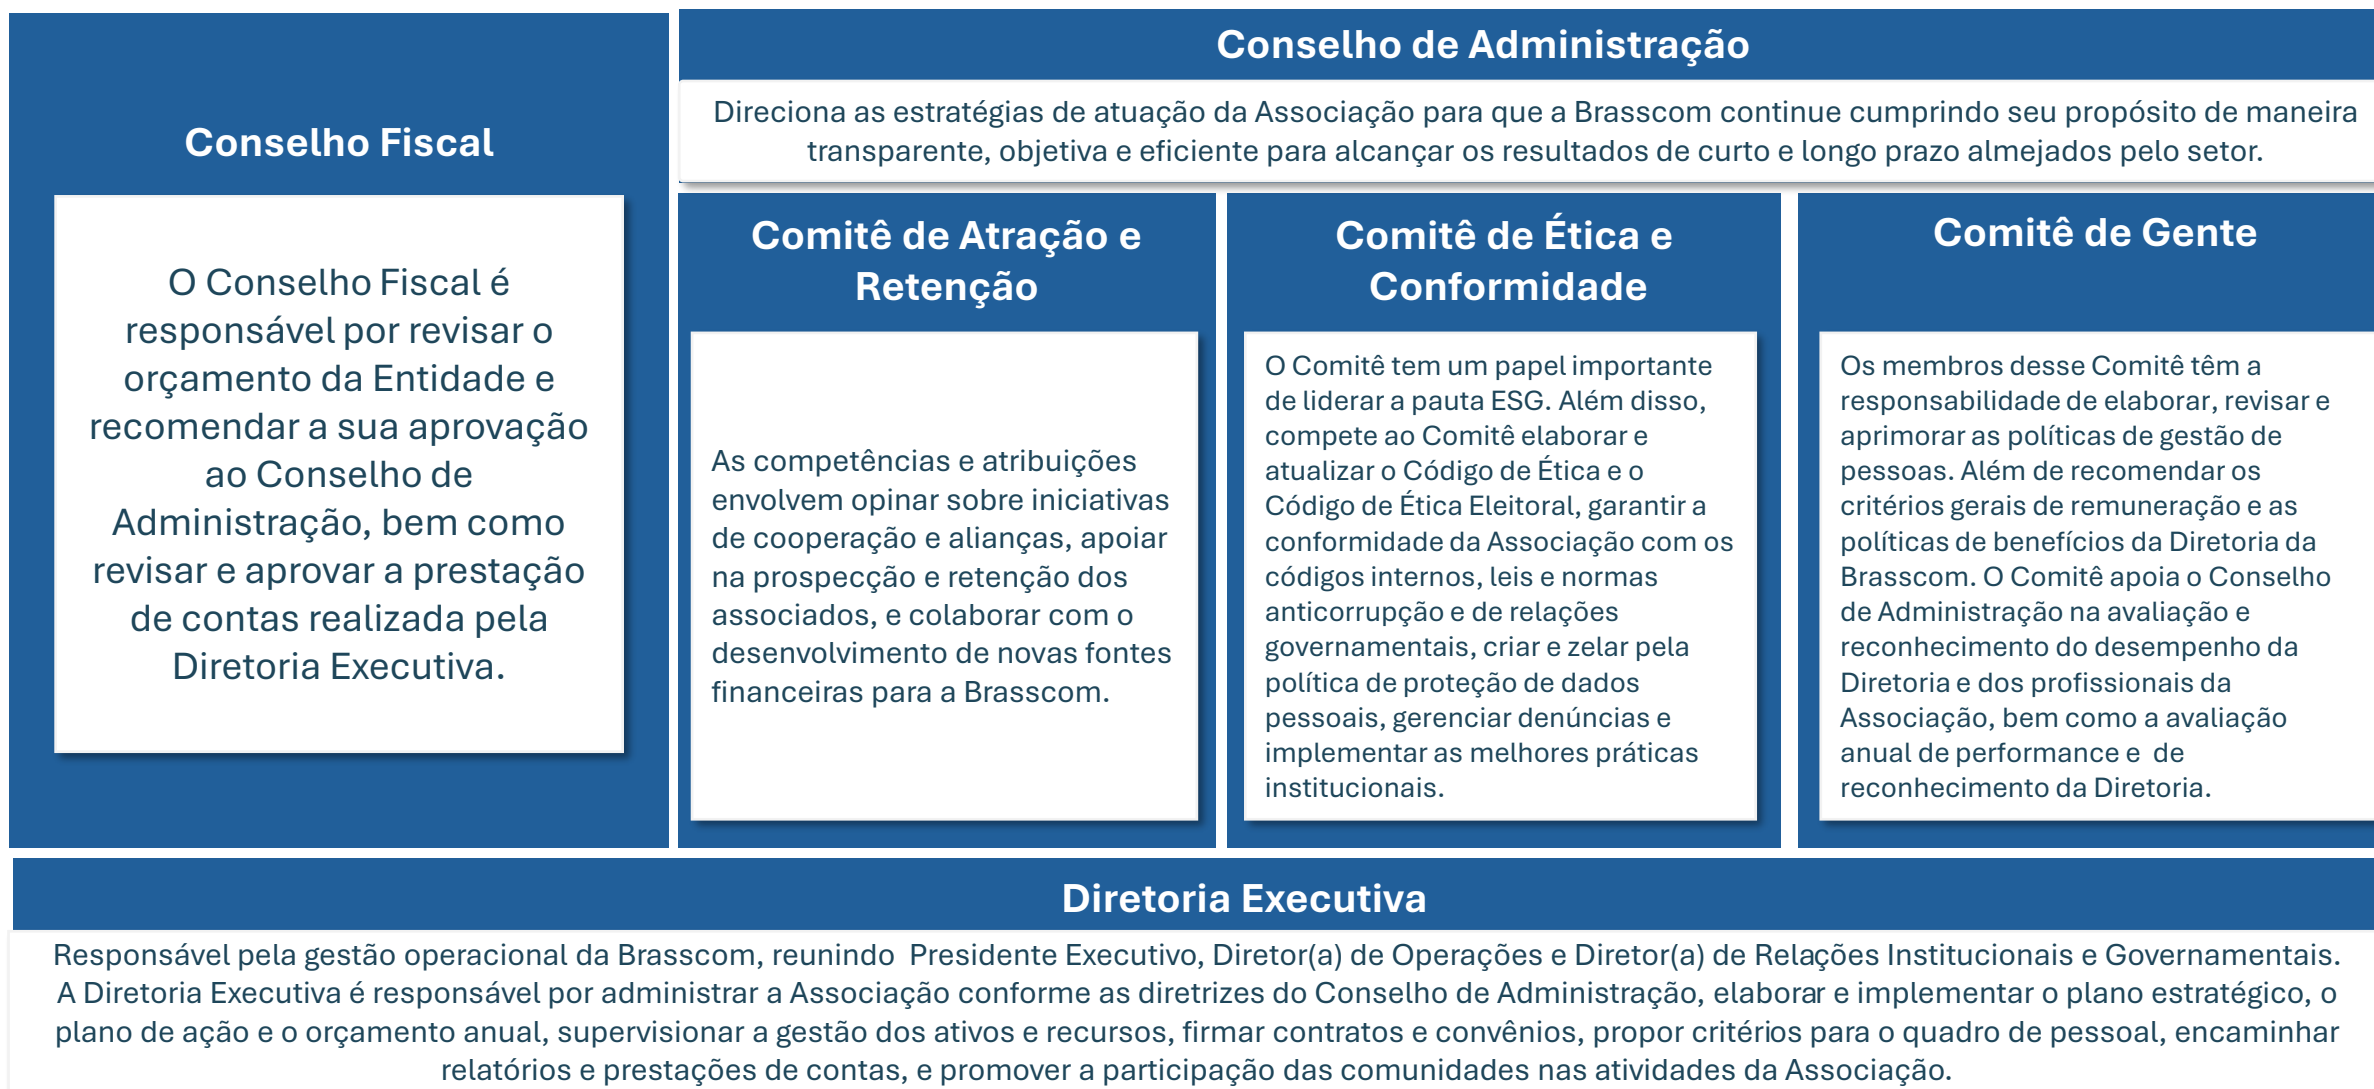 Conselho Fiscal
O Conselho Fiscal é
responsável por revisar o
orçamento da Entidade e
recomendar a sua aprovação
ao Conselho de
Administração, bem como
revisar e aprovar a prestação
de contas realizada pela
Diretoria Executiva.
Conselho de Administração
Direciona as estratégias de atuação da Associação para que a Brasscom continue cumprindo seu propósito de maneira
transparente, objetiva e eficiente para alcançar os resultados de curto e longo prazo almejados pelo setor.
Comitê de Atração e
Retenção
As competências e atribuições
envolvem opinar sobre iniciativas
de cooperação e alianças, apoiar
na prospecção e retenção dos
associados, e colaborar com o
desenvolvimento de novas fontes
financeiras para a Brasscom.
Comitê de Ética e
Conformidade
O Comitê tem um papel importante
de liderar a pauta ESG. Além disso,
compete ao Comitê elaborar e
atualizar o Código de Ética e o
Código de Ética Eleitoral, garantir a
conformidade da Associação com os
códigos internos, leis e normas
anticorrupção e de relações
governamentais, criar e zelar pela
política de proteção de dados
pessoais, gerenciar denúncias e
implementar as melhores práticas
institucionais.
Comitê de Gente
Os membros desse Comitê têm a
responsabilidade de elaborar, revisar e
aprimorar as políticas de gestão de
pessoas. Além de recomendar os
critérios gerais de remuneração e as
políticas de benefícios da Diretoria da
Brasscom. O Comitê apoia o Conselho
de Administração na avaliação e
reconhecimento do desempenho da
Diretoria e dos profissionais da
Associação, bem como a avaliação
anual de performance e de
reconhecimento da Diretoria.
Diretoria Executiva
Responsável pela gestão operacional da Brasscom, reunindo Presidente Executivo, Diretor(a) de Operações e Diretor(a) de Relações Institucionais e Governamentais.
A Diretoria Executiva é responsável por administrar a Associação conforme as diretrizes do Conselho de Administração, elaborar e implementar o plano estratégico, o
plano de ação e o orçamento anual, supervisionar a gestão dos ativos e recursos, firmar contratos e convênios, propor critérios para o quadro de pessoal, encaminhar
relatórios e prestações de contas, e promover a participação das comunidades nas atividades da Associação.